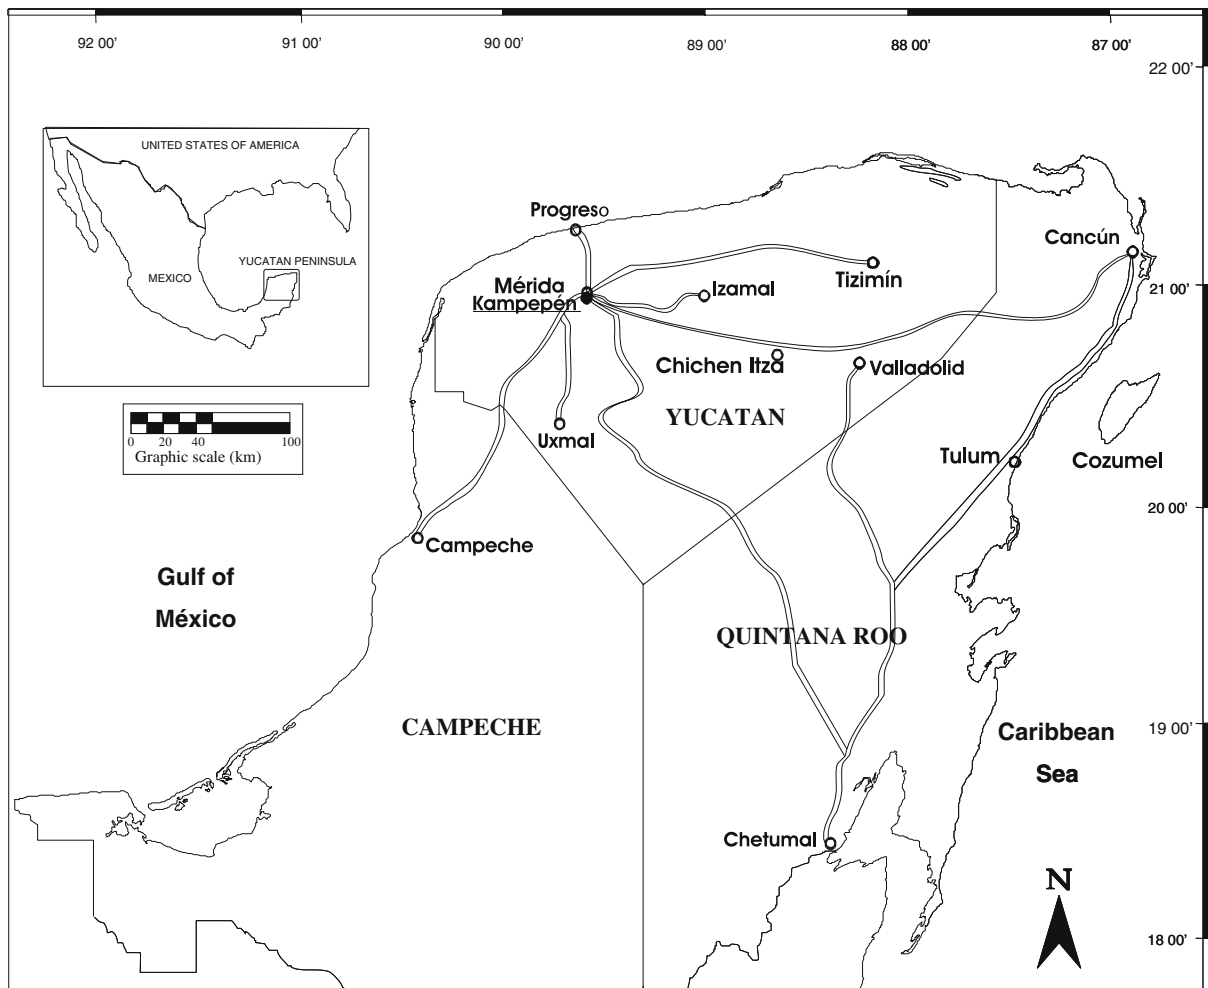 92 00' 91 00' 90 00' 89 00' 88 00' 87 00'
22 00'
UNITED STATES OF AMERICA
YUCATAN PENINSULA
MEXICO
Progreso
Cancún
Mérida
Kampepén
Izamal
Tizimín
21 00'
Chichen Itza
Valladolid
YUCATAN
0 20 40 100
Graphic scale (km)
Uxmal
Tulum
Cozumel
20 00'
Campeche
Gulf of
México
QUINTANA ROO
CAMPECHE
19 00'
Caribbean
Sea
Chetumal
N
18 00'